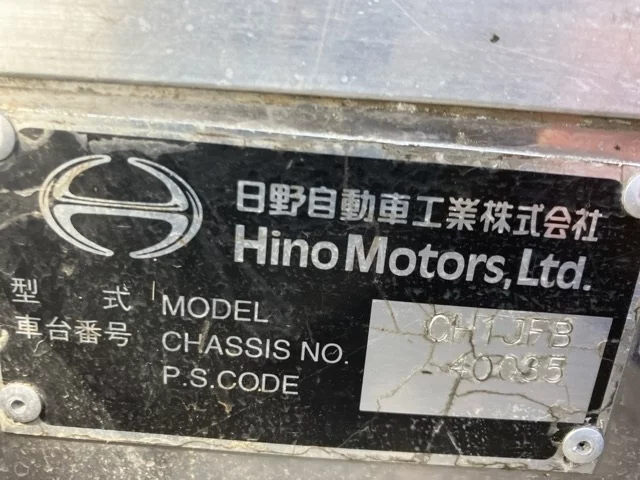 日野自動車工業株式会社
Hino Motors, Ltd.
型式 MODEL CH1JFB
車台番号 CHASSIS NO. 40035
P.S.CODE